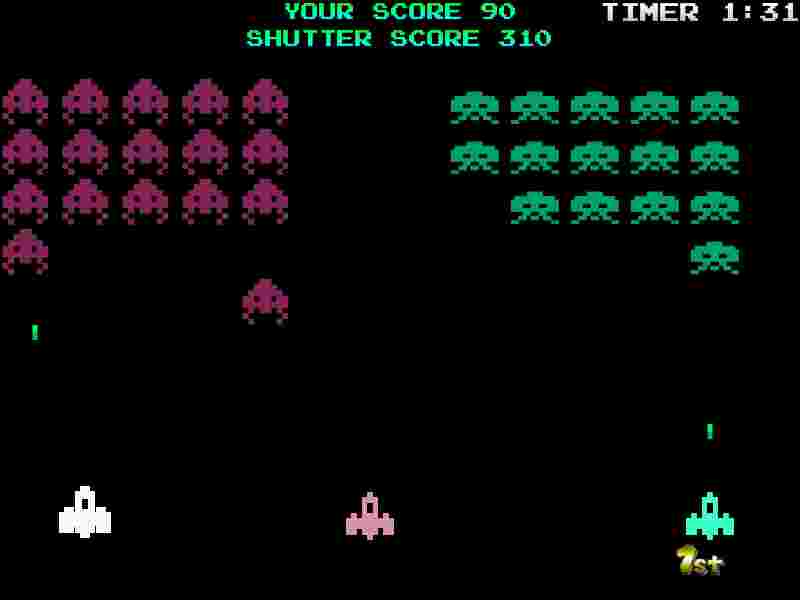 YOUR SCORE 90
TIMER 1:31
SHUTTER SCORE 310
!
!
1st